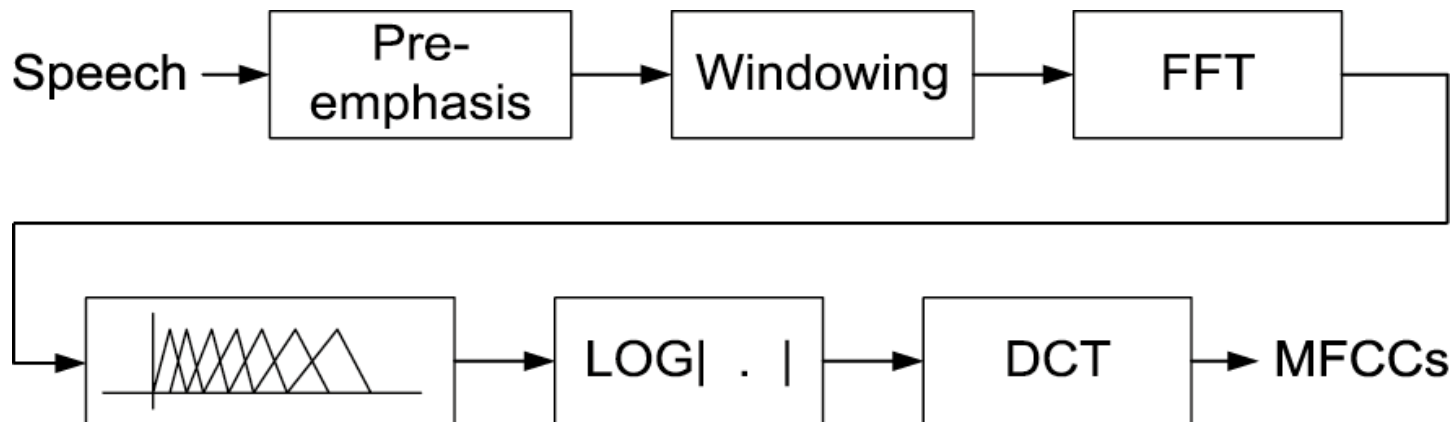 Speech
Pre-
emphasis
Windowing
FFT
LOG| . |
DCT
MFCCs